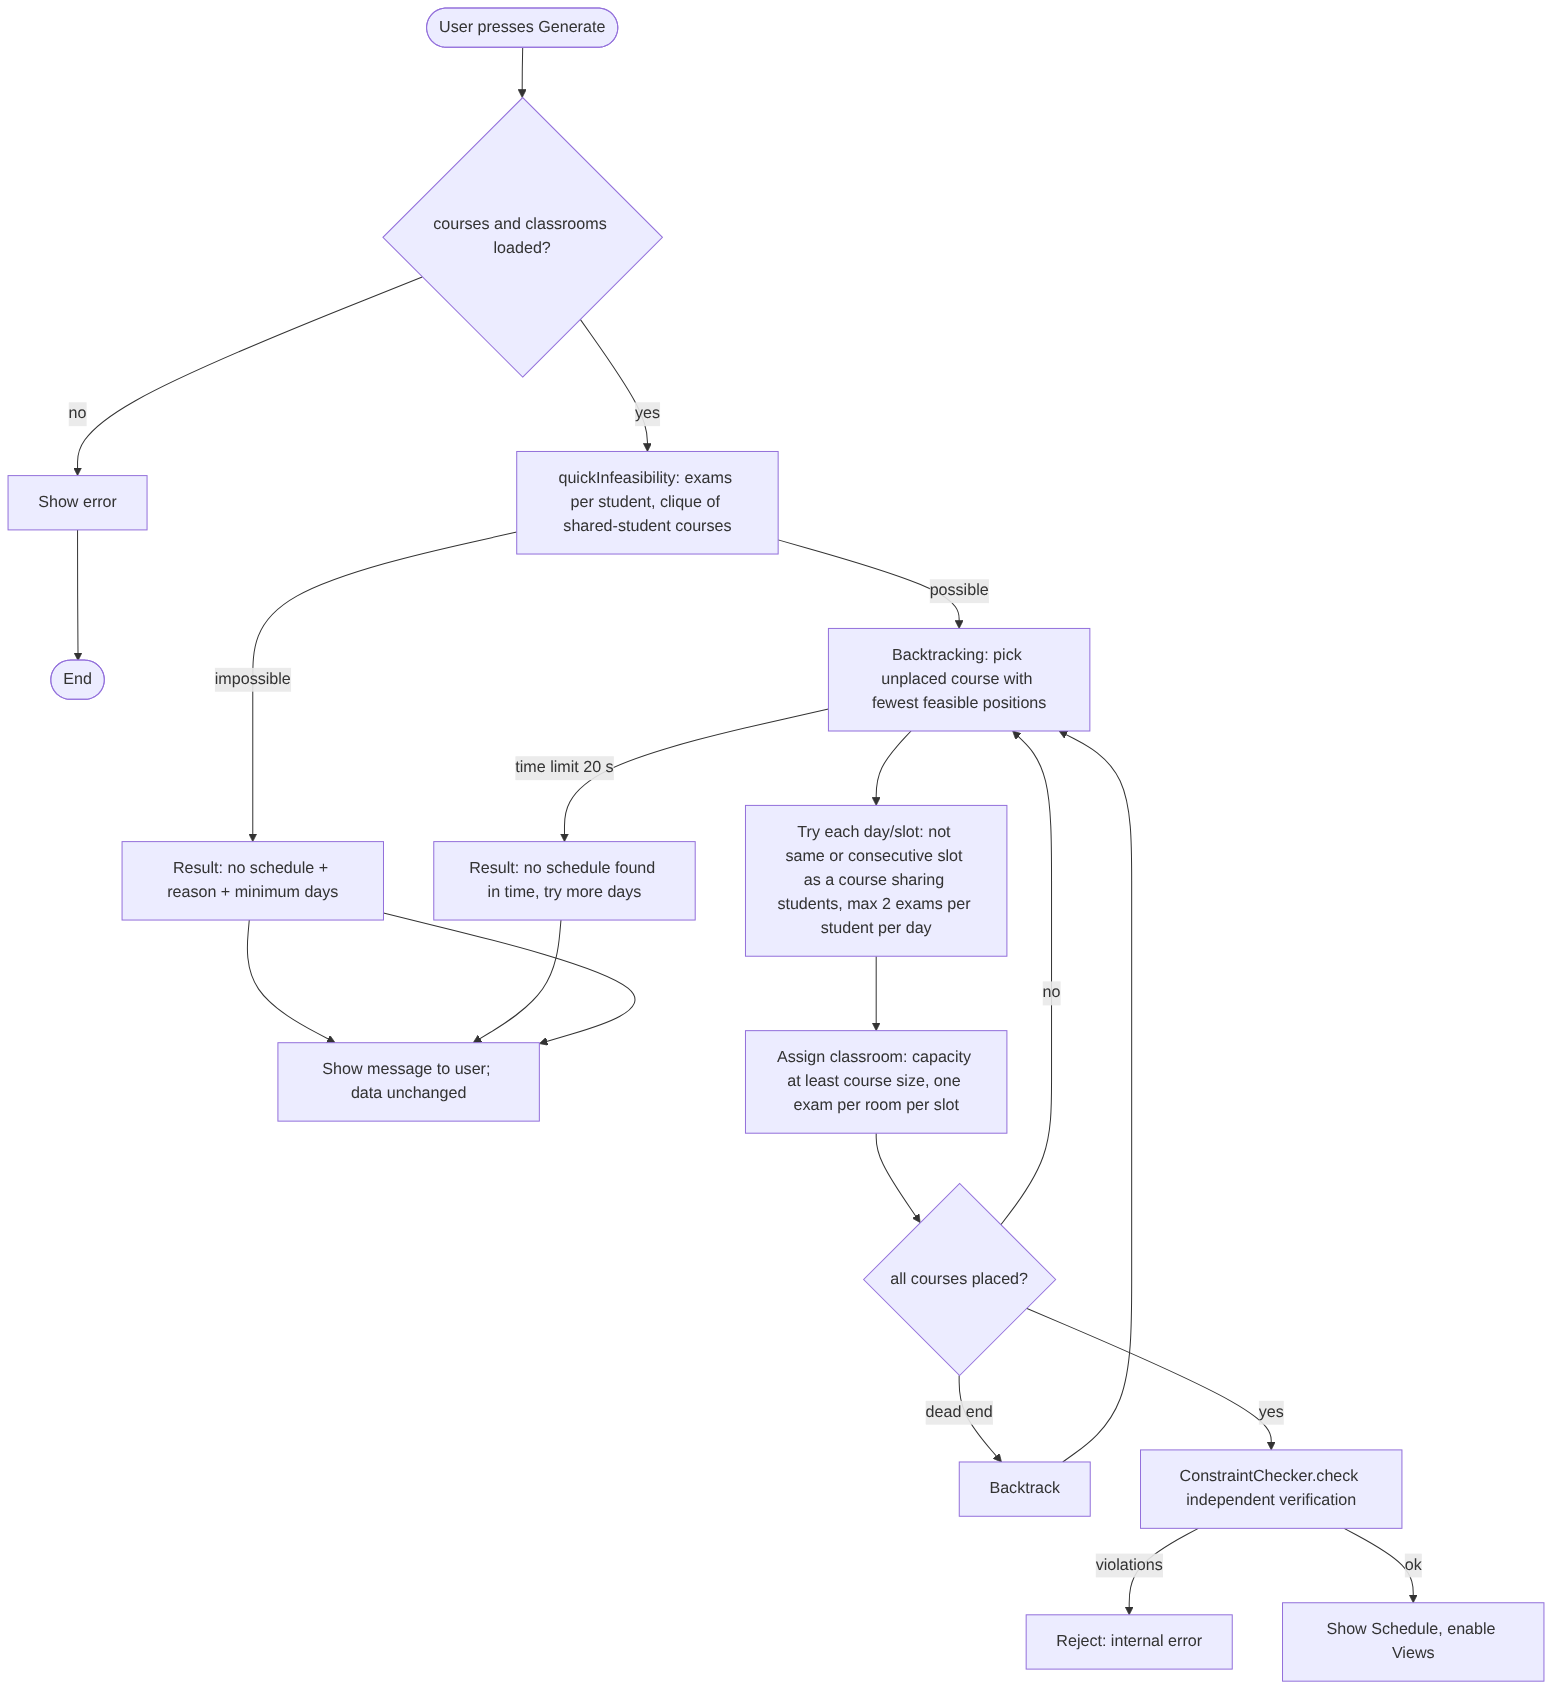 User presses Generate
courses and classrooms
loaded?
no
yes
Show error
quickInfeasibility: exams
per student, clique of
shared-student courses
End
impossible
possible
Backtracking: pick
unplaced course with
fewest feasible positions
time limit 20 s
Result: no schedule +
reason + minimum days
Result: no schedule found
in time, try more days
Try each day/slot: not
same or consecutive slot
as a course sharing
students, max 2 exams per
student per day
no
Show message to user;
data unchanged
Assign classroom: capacity
at least course size, one
exam per room per slot
all courses placed?
dead end
yes
Backtrack
ConstraintChecker.check
independent verification
violations
ok
Reject: internal error
Show Schedule, enable
Views